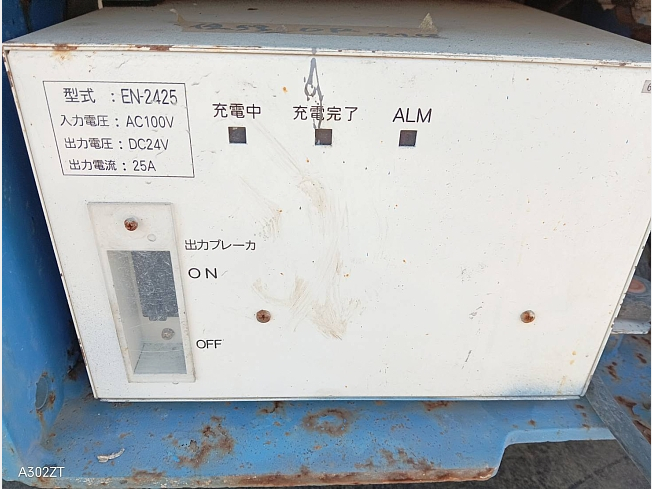 型式 : EN-2425
入力電圧 : AC100V
出力電圧 : DC24V
出力電流 : 25A
充電中
充電完了
ALM
出力ブレーカ
ON
OFF
6
A302ZT